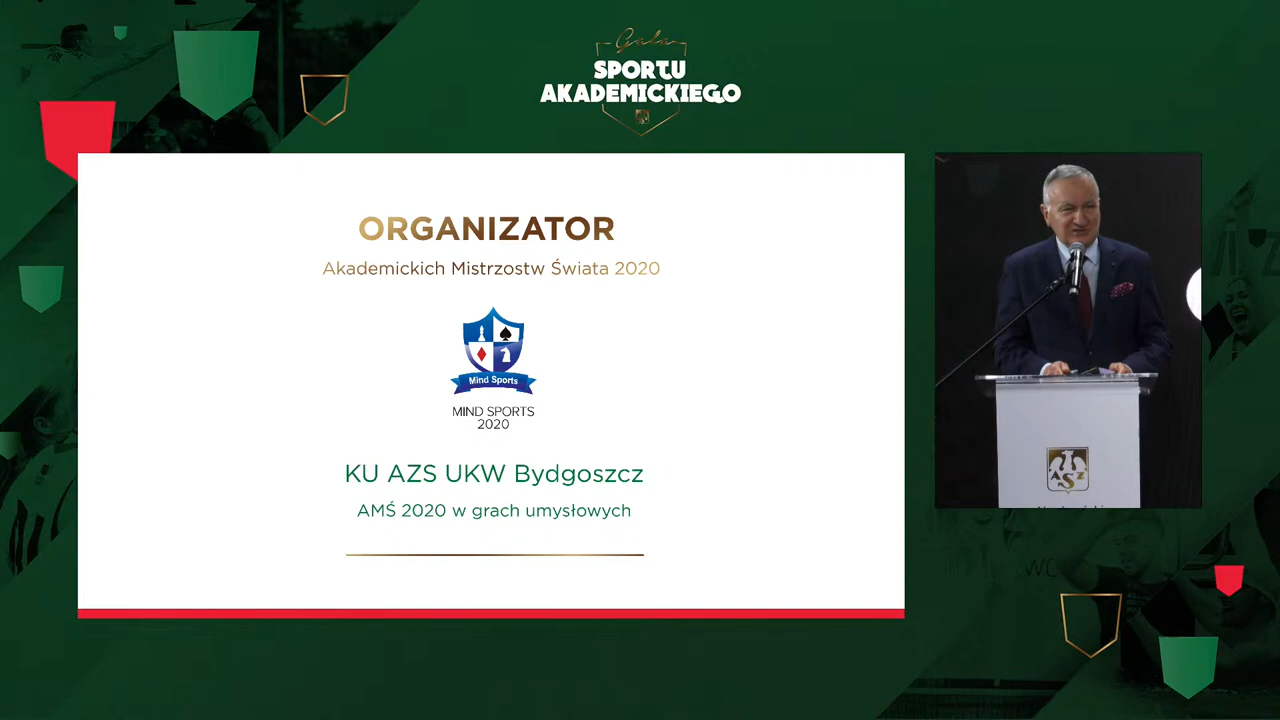 Gala
SPORTU
AKADEMICKIEGO
ORGANIZATOR
Akademickich Mistrzostw Świata 2020
Mind Sports
MIND SPORTS
2020
KU AZS UKW Bydgoszcz
AMŚ 2020 w grach umysłowych
AZS